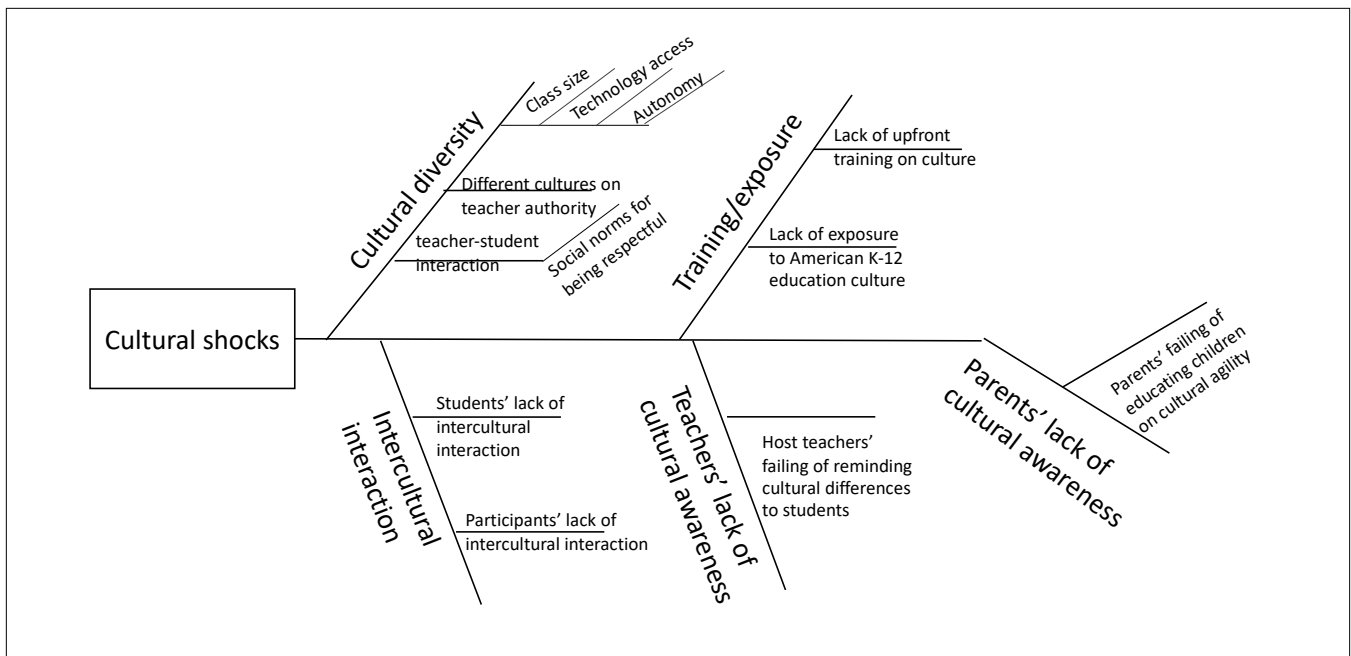 Cultural shocks
Cultural diversity
Class size
Technology access
Autonomy
Different cultures on
teacher authority
teacher-student
interaction
Social norms for
being respectful
Training/exposure
Lack of upfront
training on culture
Lack of exposure
to American K-12
education culture
Intercultural
interaction
Students’ lack of
intercultural
interaction
Participants’ lack of
intercultural interaction
Teachers’ lack of
cultural awareness
Host teachers’
failing of reminding
cultural differences
to students
Parents’ lack of
cultural awareness
Parents’ failing of
educating children
on cultural agility